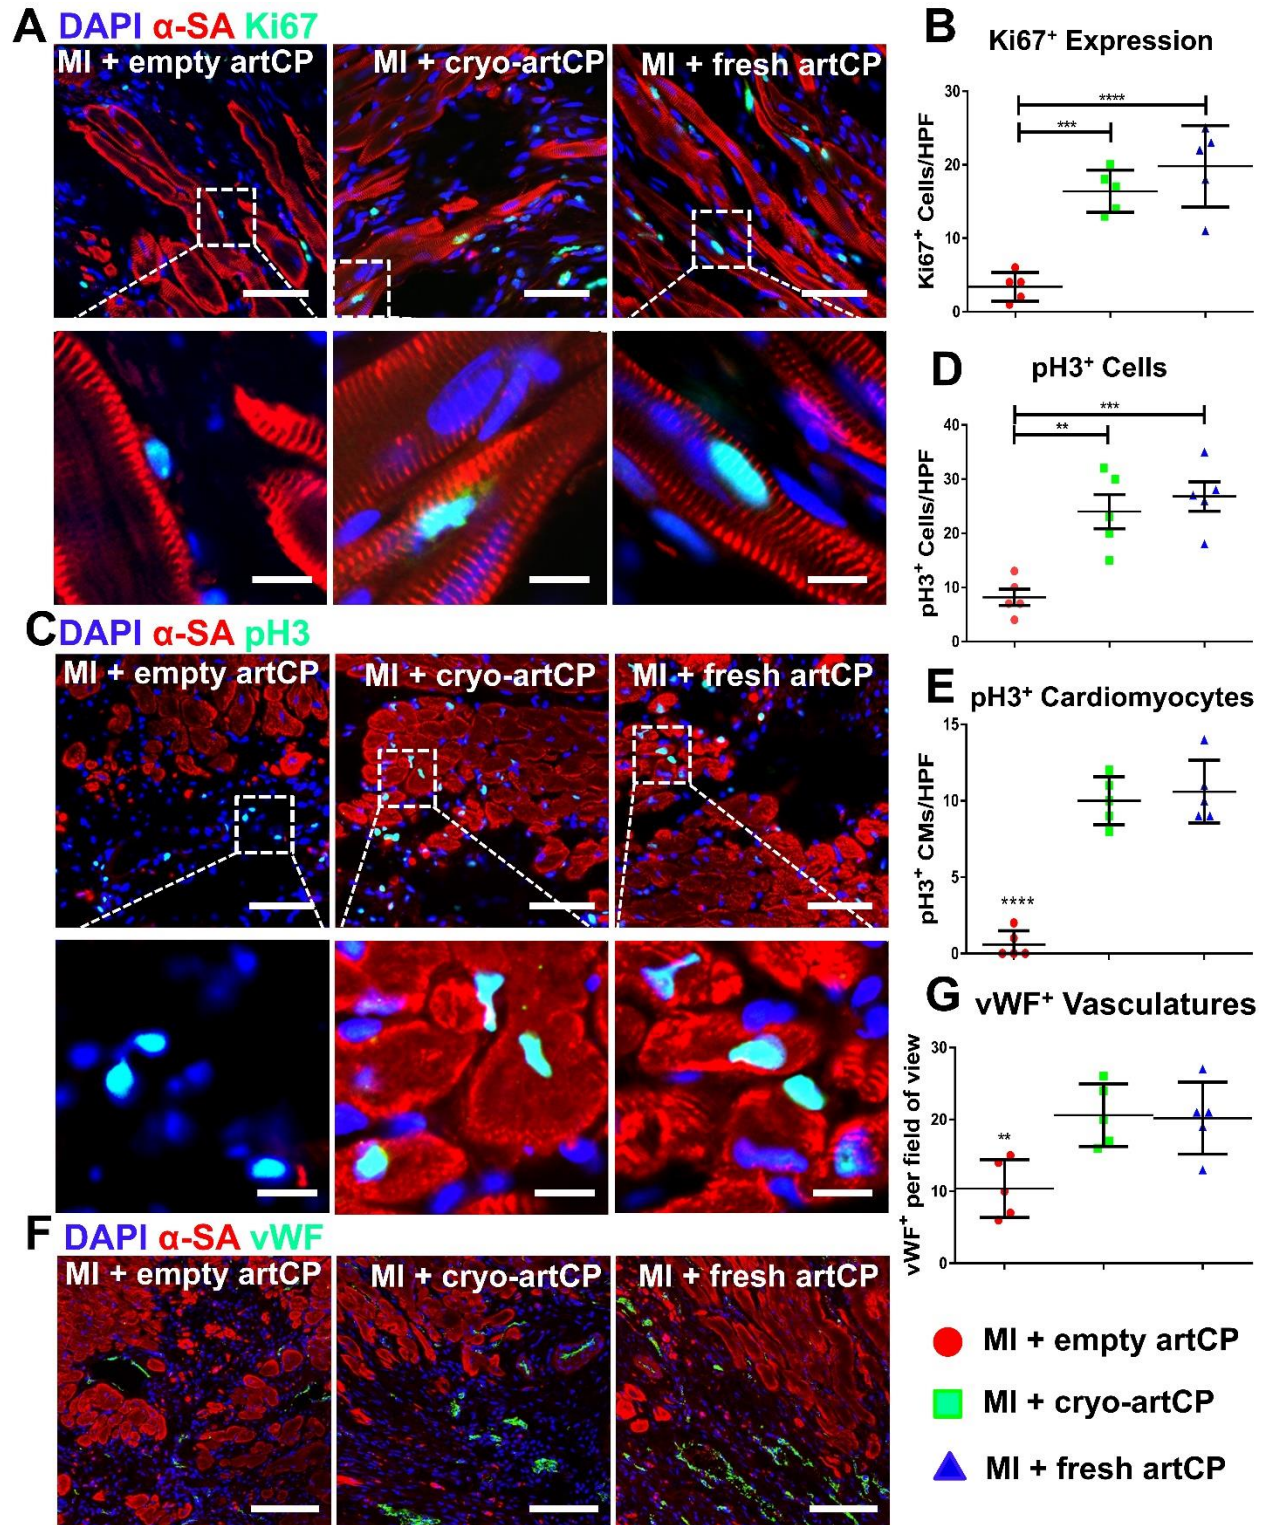 A DAPI α-SA Ki67
MI + empty artCP
MI + cryo-artCP
MI + fresh artCP
B Ki67⁺ Expression
Ki67⁺ Cells/HPF
30
20
10
0
****
***
C DAPI α-SA pH3
MI + empty artCP
MI + cryo-artCP
MI + fresh artCP
D pH3⁺ Cells
pH3⁺ Cells/HPF
40
30
20
10
0
***
**
E pH3⁺ Cardiomyocytes
pH3⁺ CMs/HPF
15
10
5
0
****
F DAPI α-SA vWF
MI + empty artCP
MI + cryo-artCP
MI + fresh artCP
G vWF⁺ Vasculatures
vWF⁺ per field of view
30
20
10
0
**
MI + empty artCP
MI + cryo-artCP
MI + fresh artCP